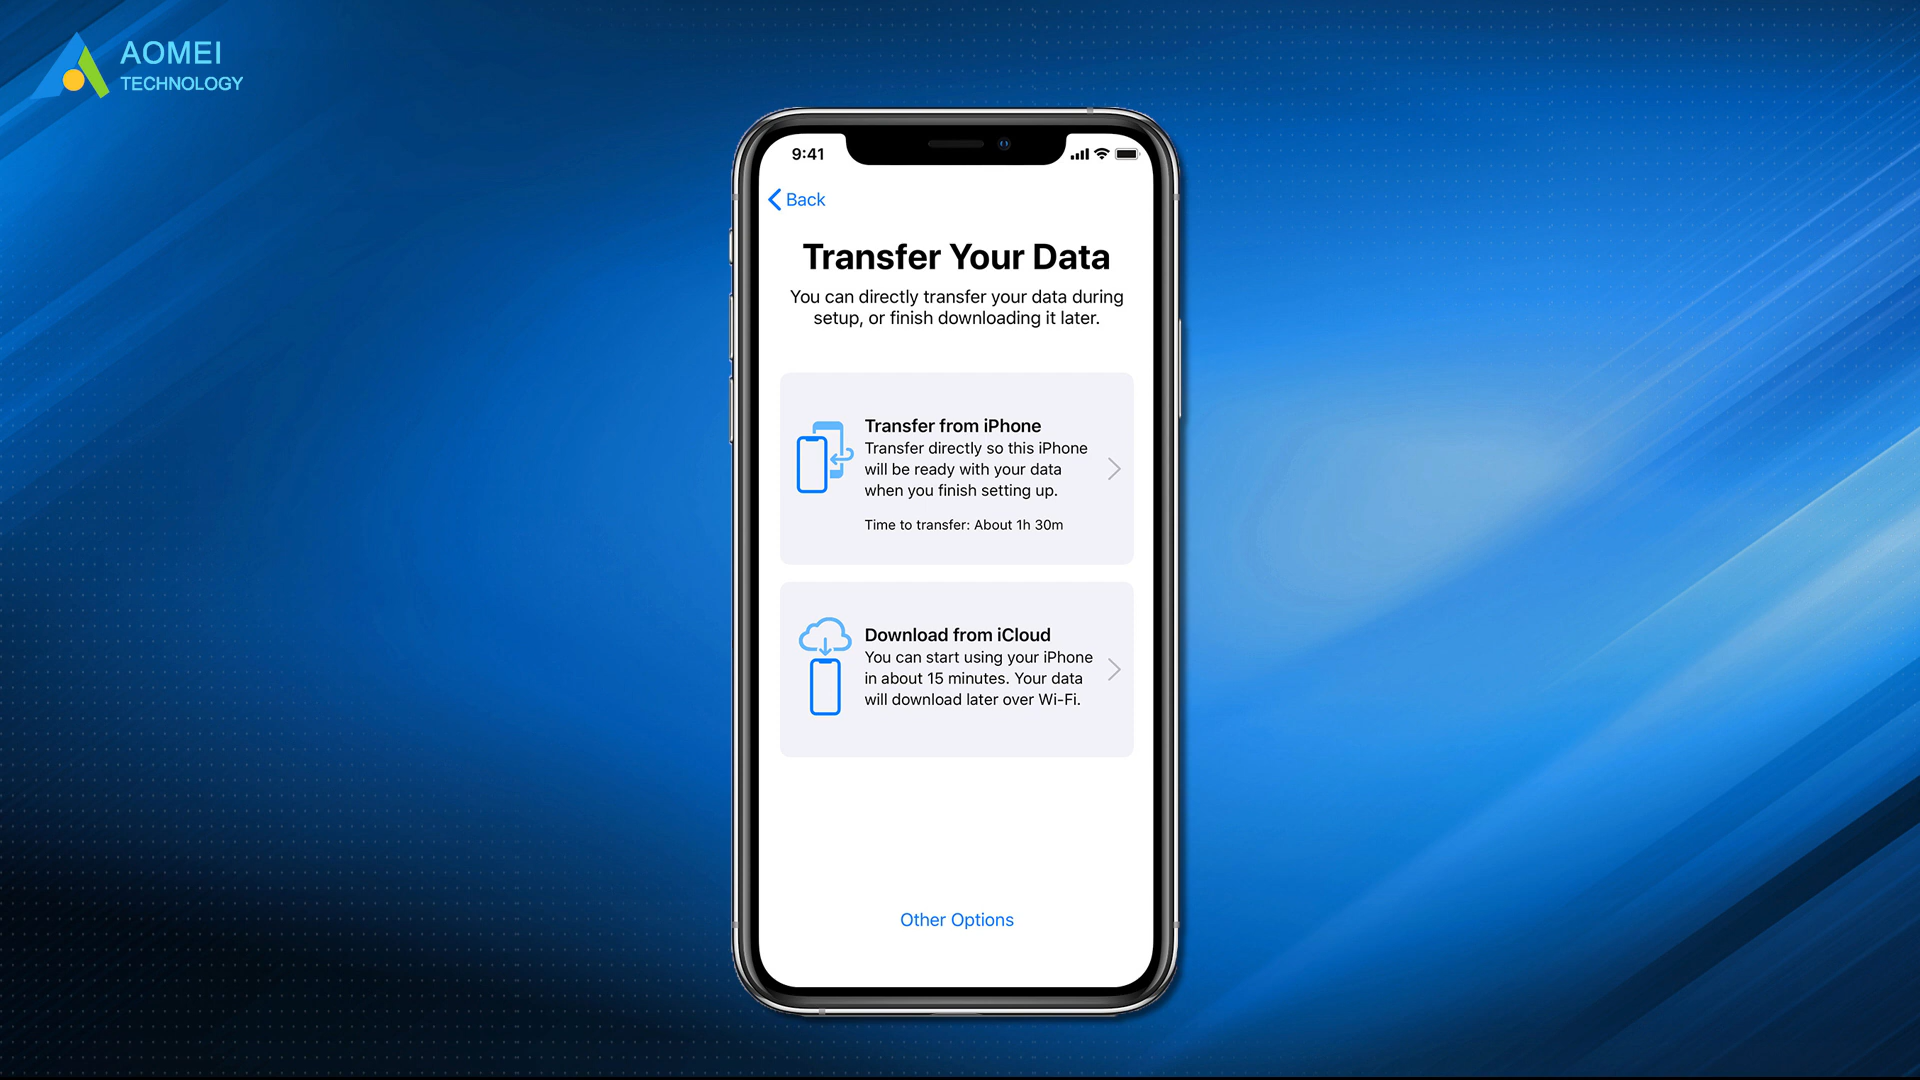 AOMEI
TECHNOLOGY
9:41
Back
Transfer Your Data
You can directly transfer your data during
setup, or finish downloading it later.
Transfer from iPhone
Transfer directly so this iPhone
will be ready with your data
when you finish setting up.
Time to transfer: About 1h 30m
Download from iCloud
You can start using your iPhone
in about 15 minutes. Your data
will download later over Wi-Fi.
Other Options